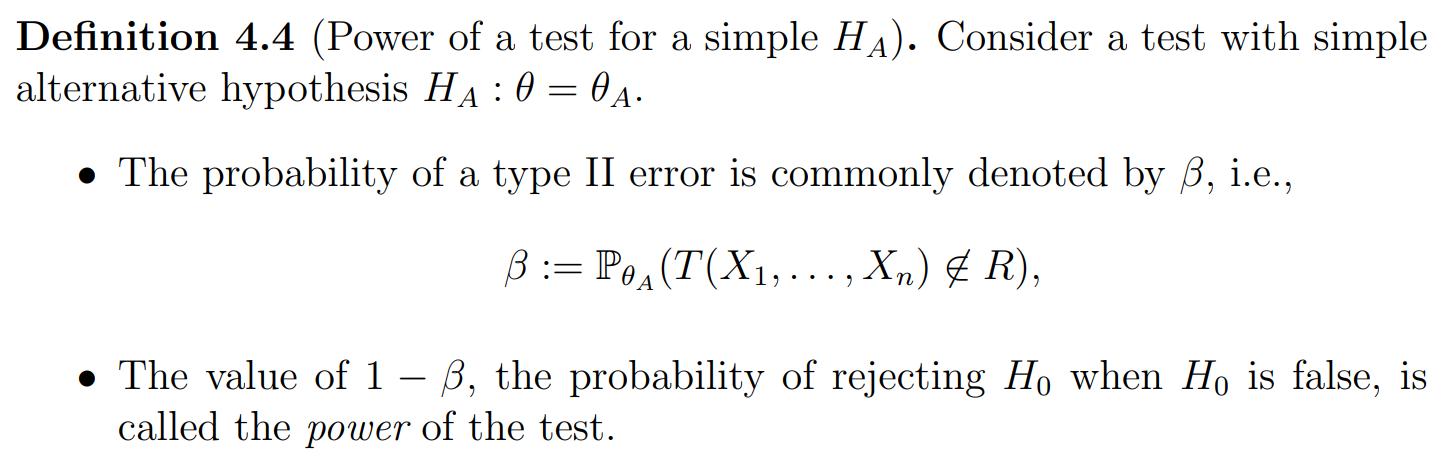 Definition 4.4 (Power of a test for a simple $H_A$). Consider a test with simple
alternative hypothesis $H_A : \theta = \theta_A$.
• The probability of a type II error is commonly denoted by $\beta$, i.e.,
$\beta := \mathbb{P}_{\theta_A}(T(X_1, \ldots, X_n) \notin R),$
• The value of $1 - \beta$, the probability of rejecting $H_0$ when $H_0$ is false, is
called the power of the test.